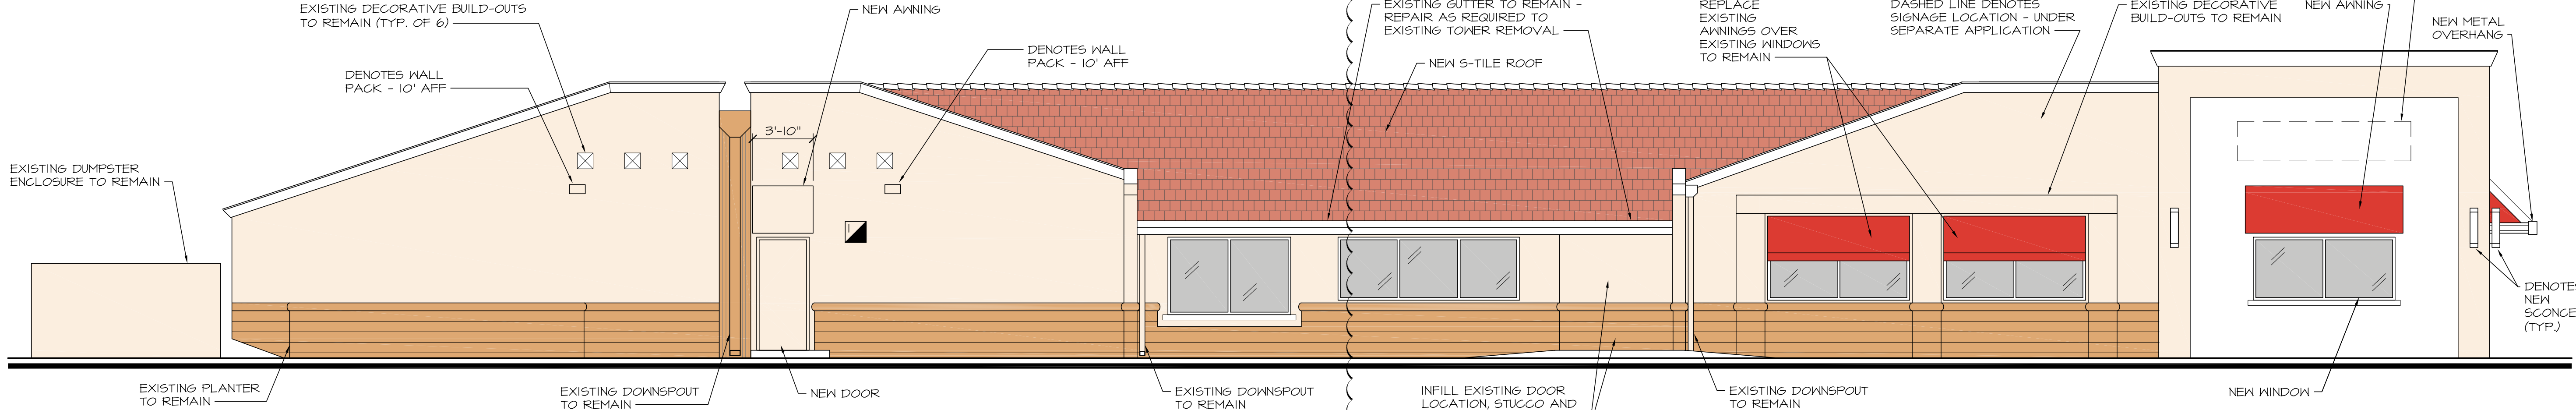 EXISTING DECORATIVE BUILD-OUTS
TO REMAIN (TYP. OF 6)
NEW AWNING
DENOTES WALL
PACK - 10' AFF
DENOTES WALL
PACK - 10' AFF
3'-10"
EXISTING DUMPSTER
ENCLOSURE TO REMAIN
1
EXISTING GUTTER TO REMAIN -
REPAIR AS REQUIRED TO
EXISTING TOWER REMOVAL
NEW S-TILE ROOF
REPLACE
EXISTING
AWNINGS OVER
EXISTING WINDOWS
TO REMAIN
DASHED LINE DENOTES
SIGNAGE LOCATION - UNDER
SEPARATE APPLICATION
EXISTING DECORATIVE
BUILD-OUTS TO REMAIN
NEW AWNING
NEW METAL
OVERHANG
DENOTES
NEW
SCONCE
(TYP.)
EXISTING PLANTER
TO REMAIN
EXISTING DOWNSPOUT
TO REMAIN
NEW DOOR
EXISTING DOWNSPOUT
TO REMAIN
INFILL EXISTING DOOR
LOCATION, STUCCO AND
EXISTING DOWNSPOUT
TO REMAIN
NEW WINDOW